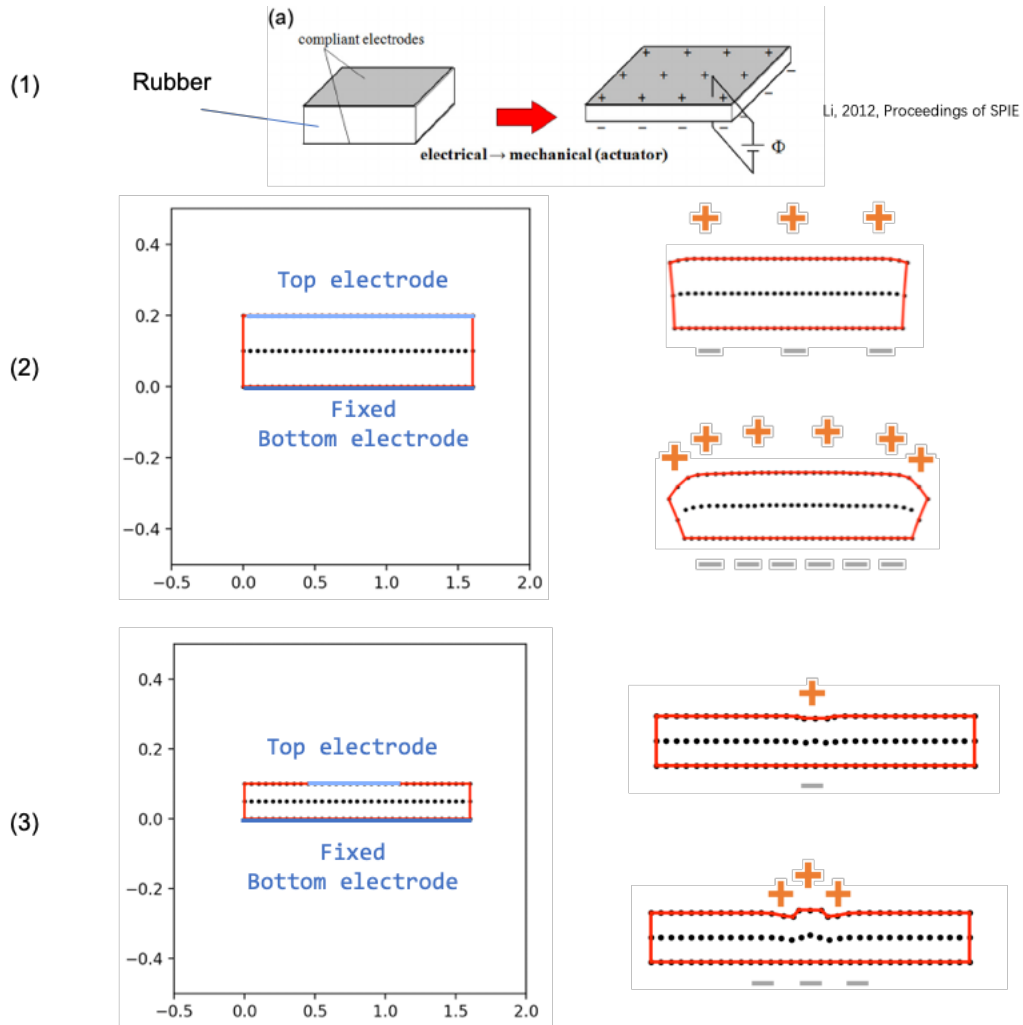 (a)
compliant electrodes
(1)
Rubber
+ + + +
+ + + −
+ + + + −
− − − −
Li, 2012, Proceedings of SPIE
electrical → mechanical (actuator)
Φ
(2)
0.4
Top electrode
0.2
0.0
Fixed
Bottom electrode
−0.2
−0.4
−0.5 0.0 0.5 1.0 1.5 2.0
(3)
0.4
Top electrode
0.2
0.0
Fixed
Bottom electrode
−0.2
−0.4
−0.5 0.0 0.5 1.0 1.5 2.0